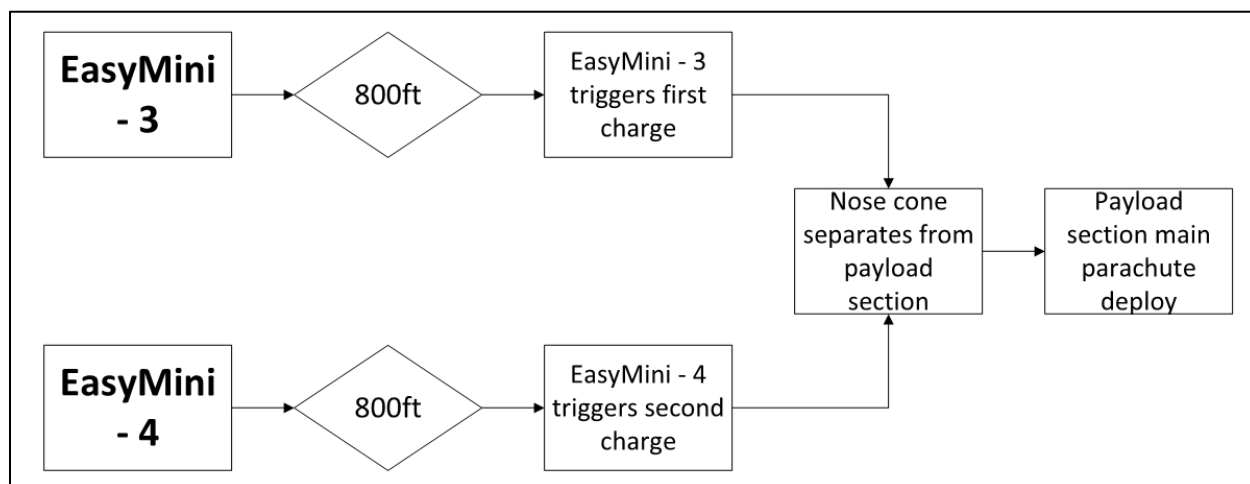 EasyMini
- 3
800ft
EasyMini - 3
triggers first
charge
Nose cone
separates from
payload
section
Payload
section main
parachute
deploy
EasyMini
- 4
800ft
EasyMini - 4
triggers second
charge